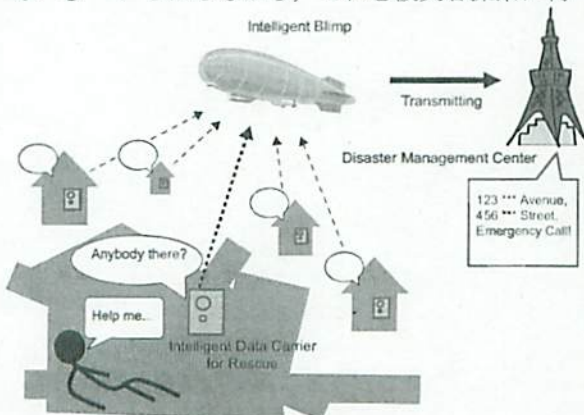 Intelligent Blimp
Transmitting
Disaster Management Center
123 *** Avenue,
456 *** Street.
Emergency Call!
Anybody there?
Help me...
Intelligent Data Carrier
for Rescue